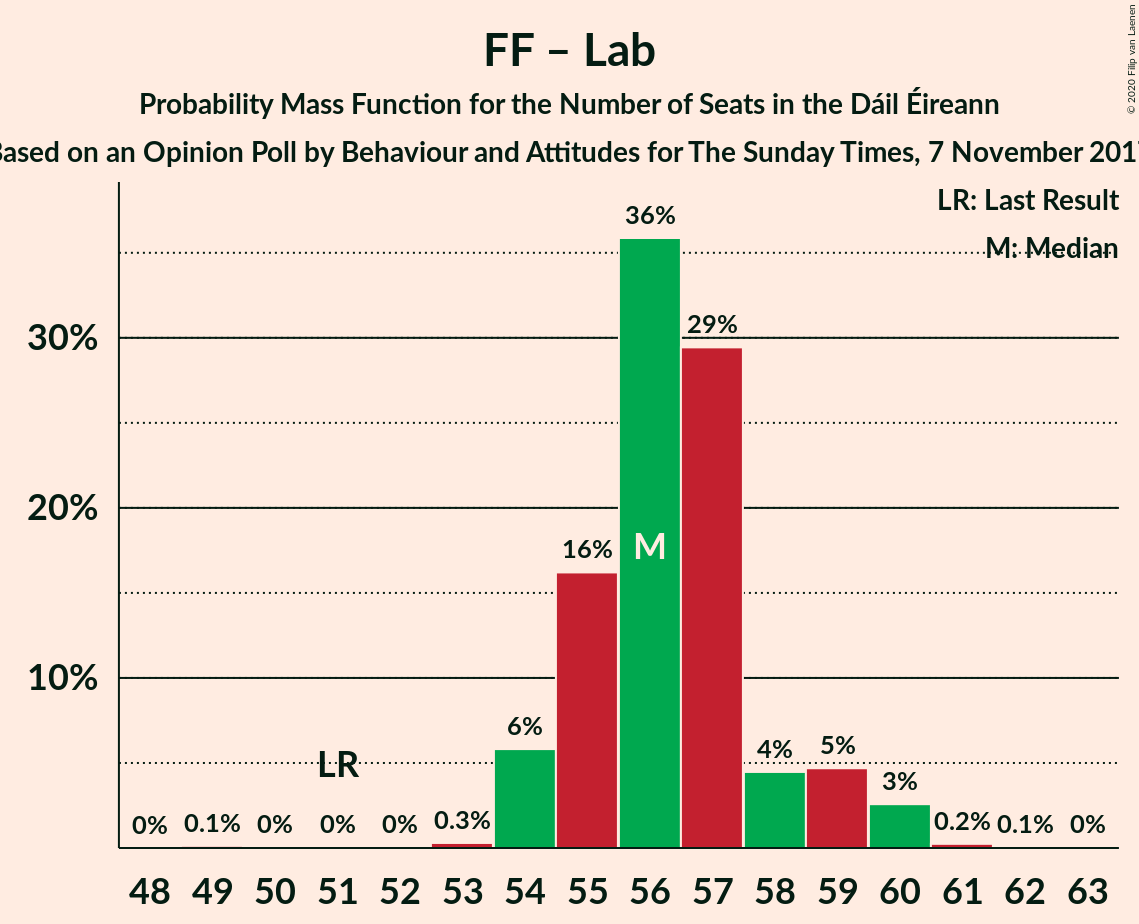 FF – Lab
Probability Mass Function for the Number of Seats in the Dáil Éireann
Based on an Opinion Poll by Behaviour and Attitudes for The Sunday Times, 7 November 2017
© 2020 Filip van Laenen
LR: Last Result
M: Median
36%
30%
29%
20%
16%
M
10%
6%
LR
4%
5%
3%
0%
0.1%
0%
0%
0%
0.3%
0.2%
0.1%
0%
48 49 50 51 52 53 54 55 56 57 58 59 60 61 62 63